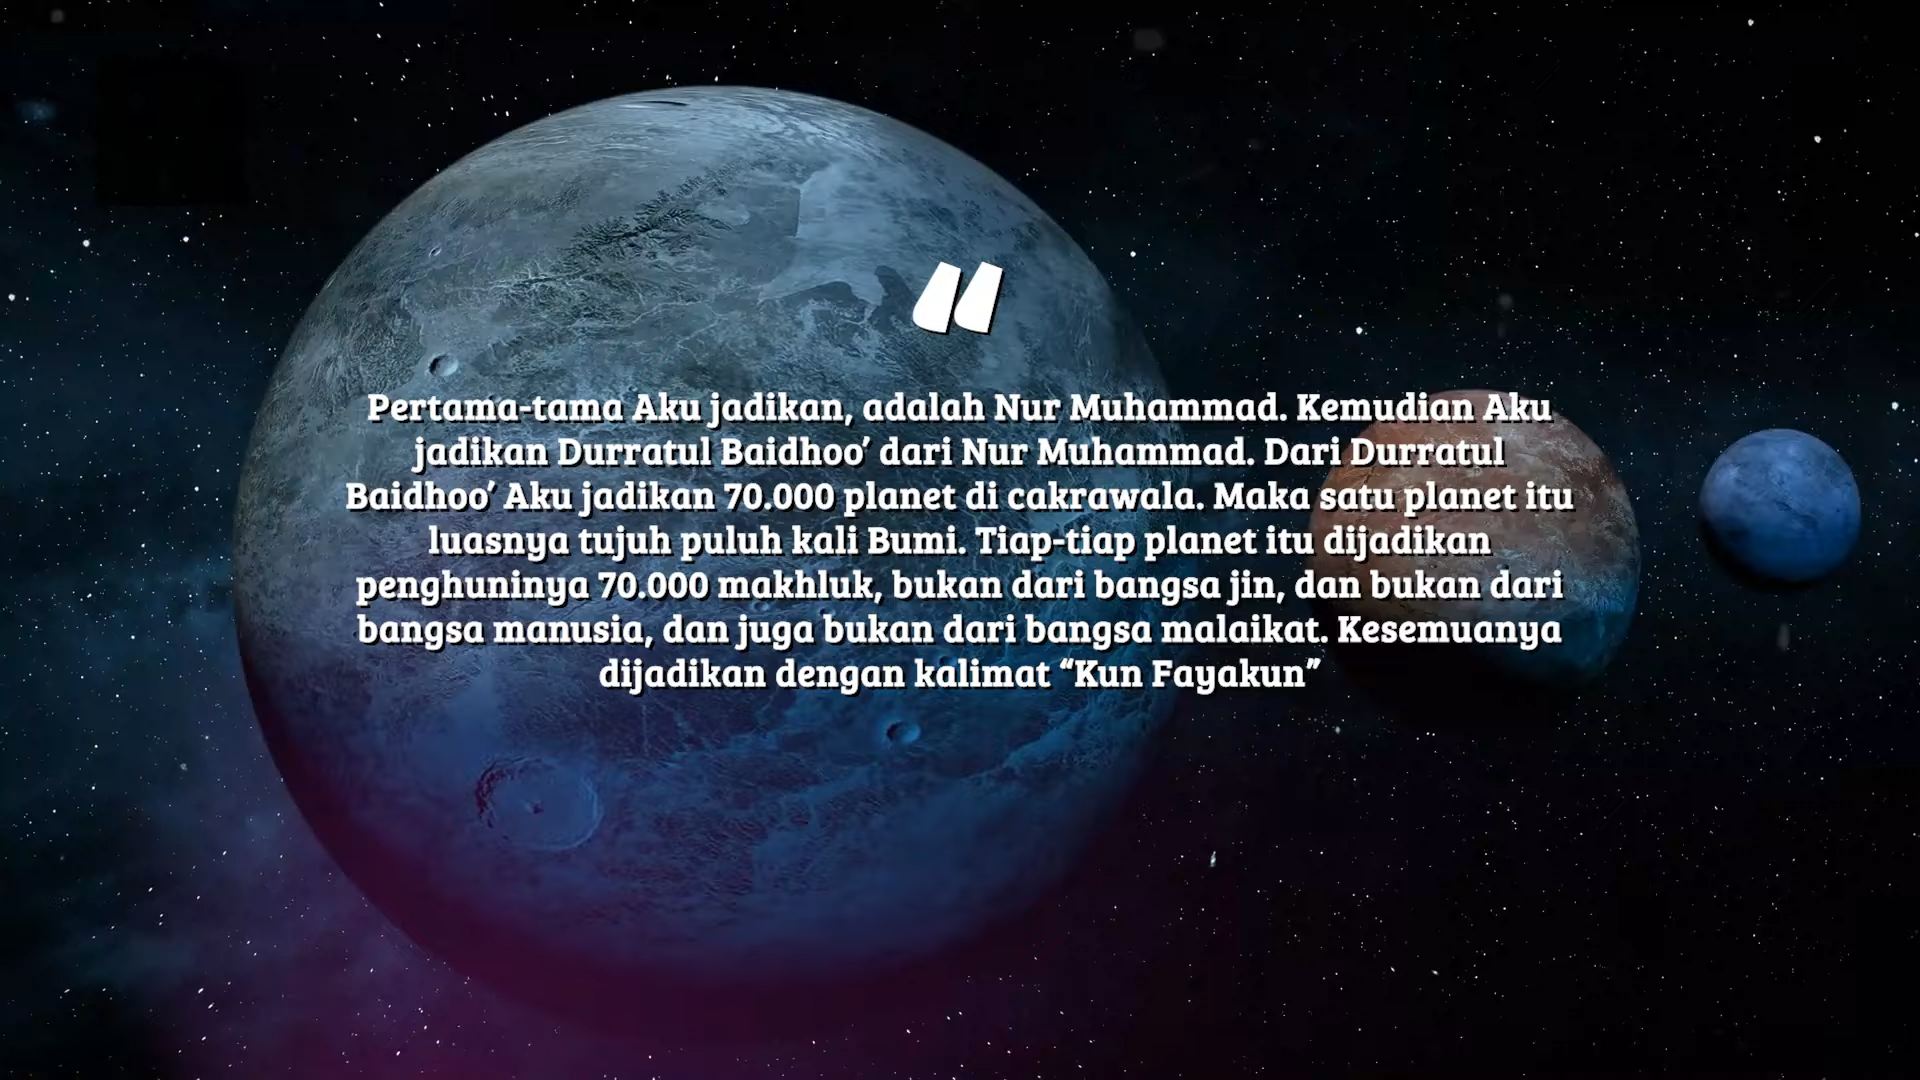 “
Pertama-tama Aku jadikan, adalah Nur Muhammad. Kemudian Aku
jadikan Durratul Baidhoo’ dari Nur Muhammad. Dari Durratul
Baidhoo’ Aku jadikan 70.000 planet di cakrawala. Maka satu planet itu
luasnya tujuh puluh kali Bumi. Tiap-tiap planet itu dijadikan
penghuninya 70.000 makhluk, bukan dari bangsa jin, dan bukan dari
bangsa manusia, dan juga bukan dari bangsa malaikat. Kesemuanya
dijadikan dengan kalimat “Kun Fayakun”